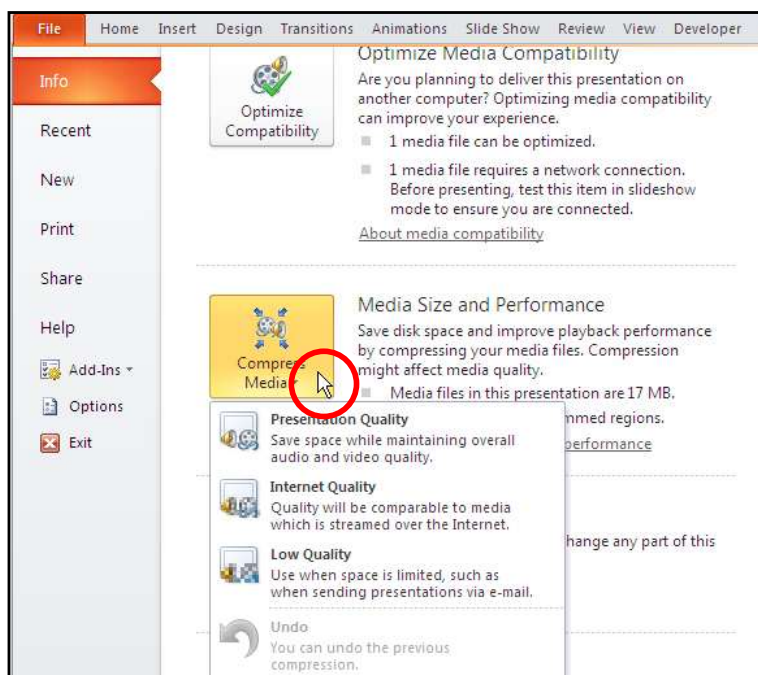 File Home Insert Design Transitions Animations Slide Show Review View Developer
Info
Recent
New
Print
Share
Help
Add-Ins
Options
Exit
Optimize
Compatibility
Optimize Media Compatibility
Are you planning to deliver this presentation on
another computer? Optimizing media compatibility
can improve your experience.
1 media file can be optimized.
1 media file requires a network connection.
Before presenting, test this item in slideshow
mode to ensure you are connected.
About media compatibility
Compress
Media
Media Size and Performance
Save disk space and improve playback performance
by compressing your media files. Compression
might affect media quality.
Media files in this presentation are 17 MB.
regions.
performance
Presentation Quality
Save space while maintaining overall
audio and video quality.
Internet Quality
Quality will be comparable to media
which is streamed over the Internet.
Low Quality
Use when space is limited, such as
when sending presentations via e-mail.
Undo
You can undo the previous
compression.
hange any part of this